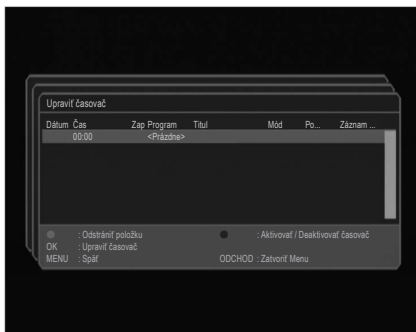 Upraviť časovač
Dátum Čas Zap Program Titul Mód Po... Záznam ...
00:00 <Prázdne>
: Odstrániť položku : Aktivovať / Deaktivovať časovač
OK : Upraviť časovač
MENU : Späť ODCHOD : Zatvoriť Menu